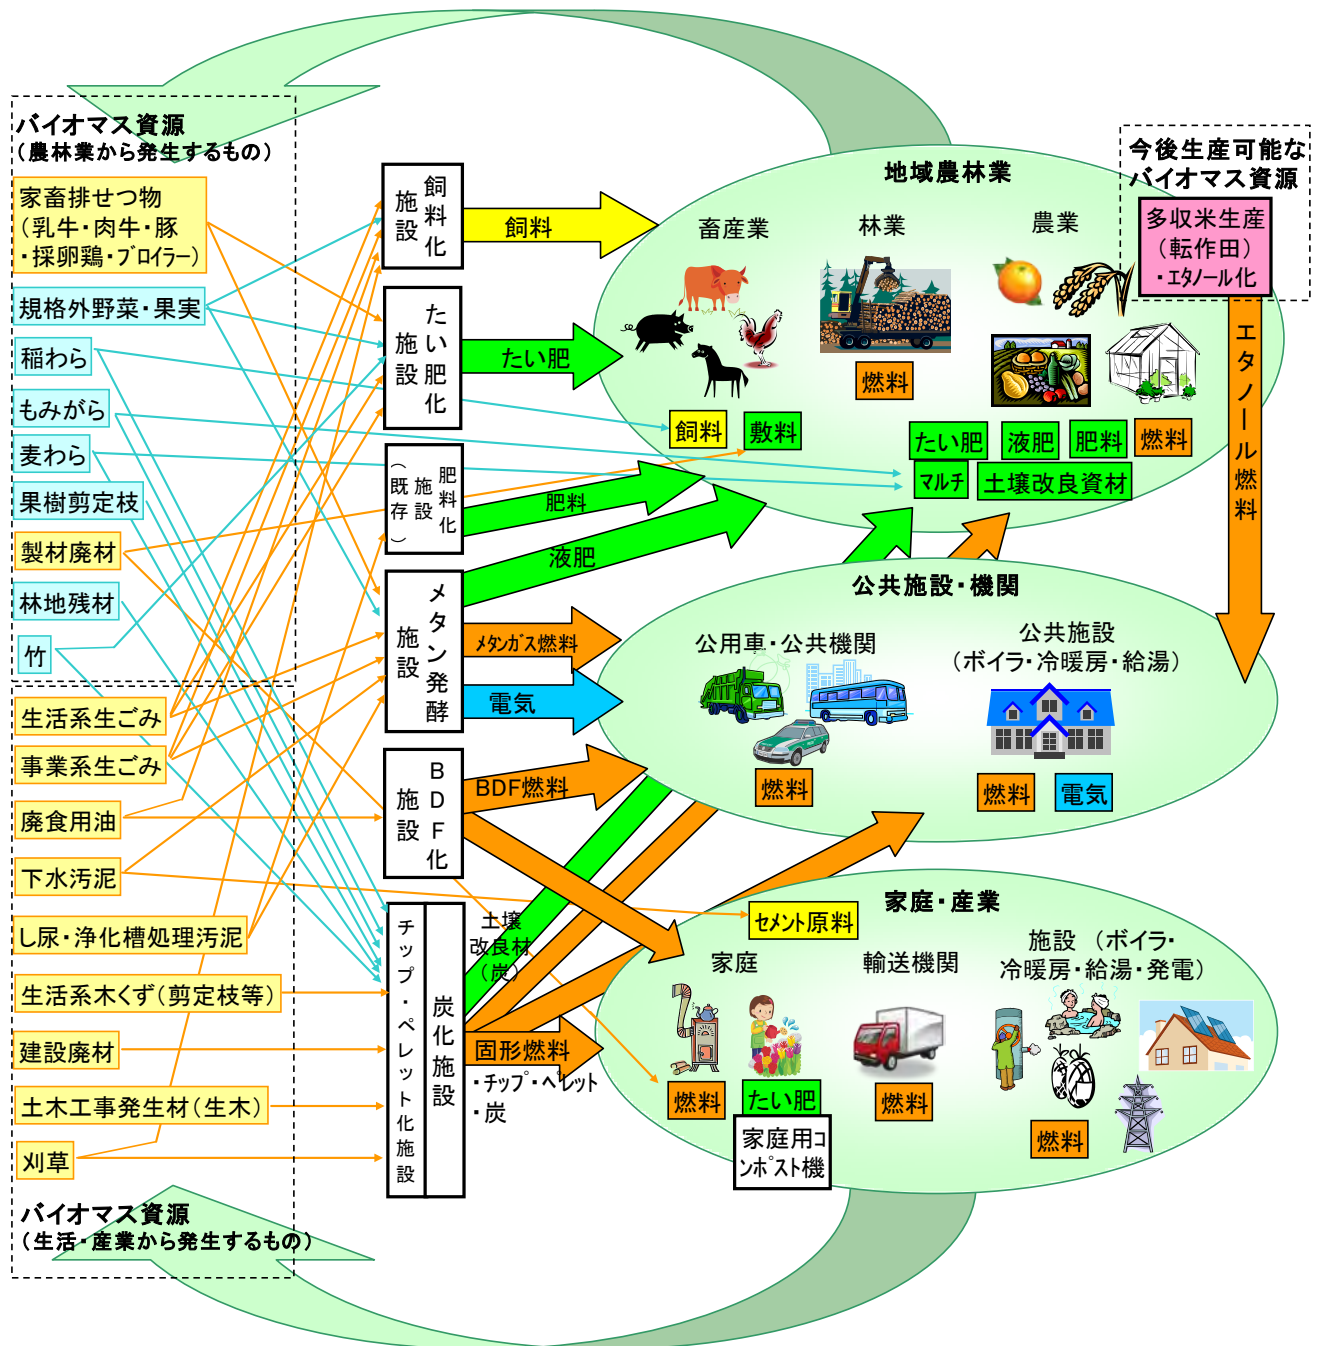 バイオマス資源
（農林業から発生するもの）
家畜排せつ物
（乳牛・肉牛・豚
・採卵鶏・ブロイラー）
規格外野菜・果実
稲わら
もみがら
麦わら
果樹剪定枝
製材廃材
林地残材
竹
生活系生ごみ
事業系生ごみ
廃食用油
下水汚泥
し尿・浄化槽処理汚泥
生活系木くず（剪定枝等）
建設廃材
土木工事発生材（生木）
刈草
バイオマス資源
（生活・産業から発生するもの）
飼料化
施設
たい肥化
施設
肥料化
施設
（既存）
メタン発酵
施設
BDF化
施設
チップ・ペレット化施設
炭化施設
飼料
たい肥
肥料
液肥
メタンガス燃料
電気
BDF燃料
土壌
改良材
（炭）
固形燃料
・チップ・ペレット
・炭
地域農林業
畜産業
林業
農業
燃料
飼料
敷料
たい肥
液肥
肥料
燃料
マルチ
土壌改良資材
今後生産可能な
バイオマス資源
多収米生産
（転作田）
・エタノール化
エタノール燃料
公共施設・機関
公用車・公共機関
公共施設
（ボイラ・冷暖房・給湯）
燃料
燃料
電気
家庭・産業
セメント原料
家庭
輸送機関
施設　（ボイラ・
冷暖房・給湯・発電）
燃料
たい肥
家庭用コ
ンポスト機
燃料
燃料